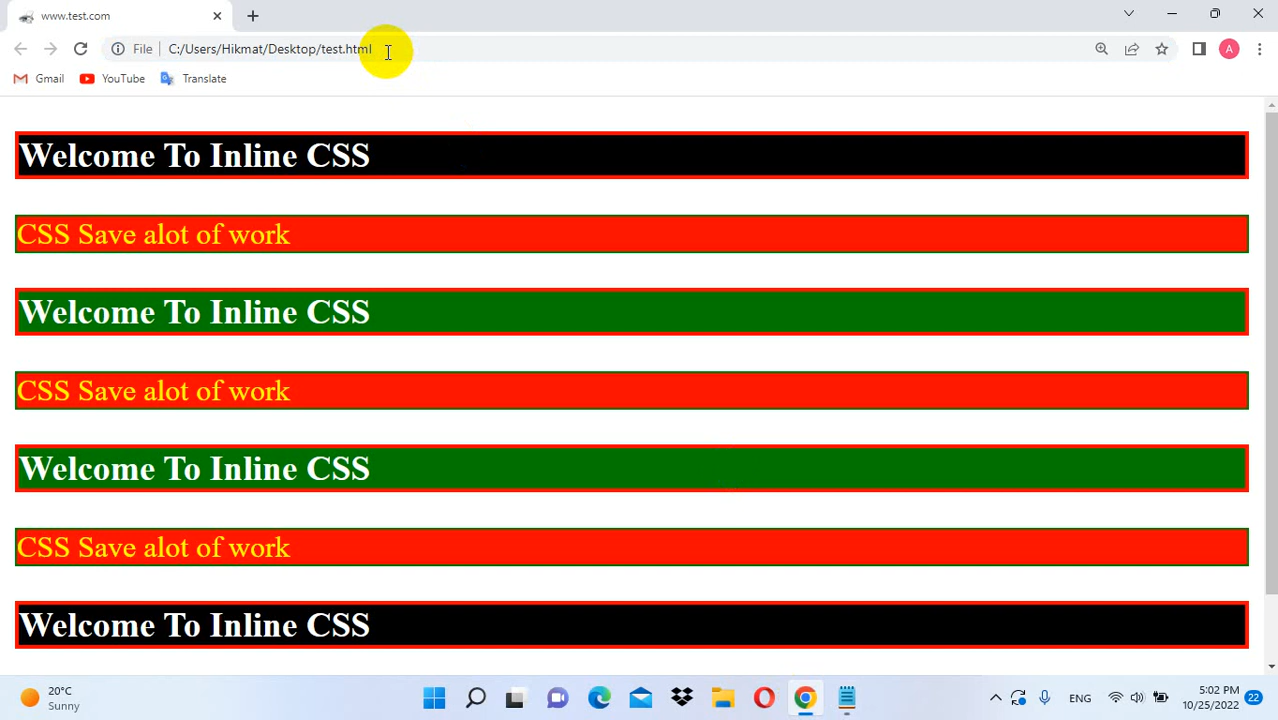 www.test.com
File C:/Users/Hikmat/Desktop/test.html
A
Gmail YouTube Translate
Welcome To Inline CSS
CSS Save alot of work
Welcome To Inline CSS
CSS Save alot of work
Welcome To Inline CSS
CSS Save alot of work
Welcome To Inline CSS
20°C
Sunny
ENG
5:02 PM
10/25/2022
22